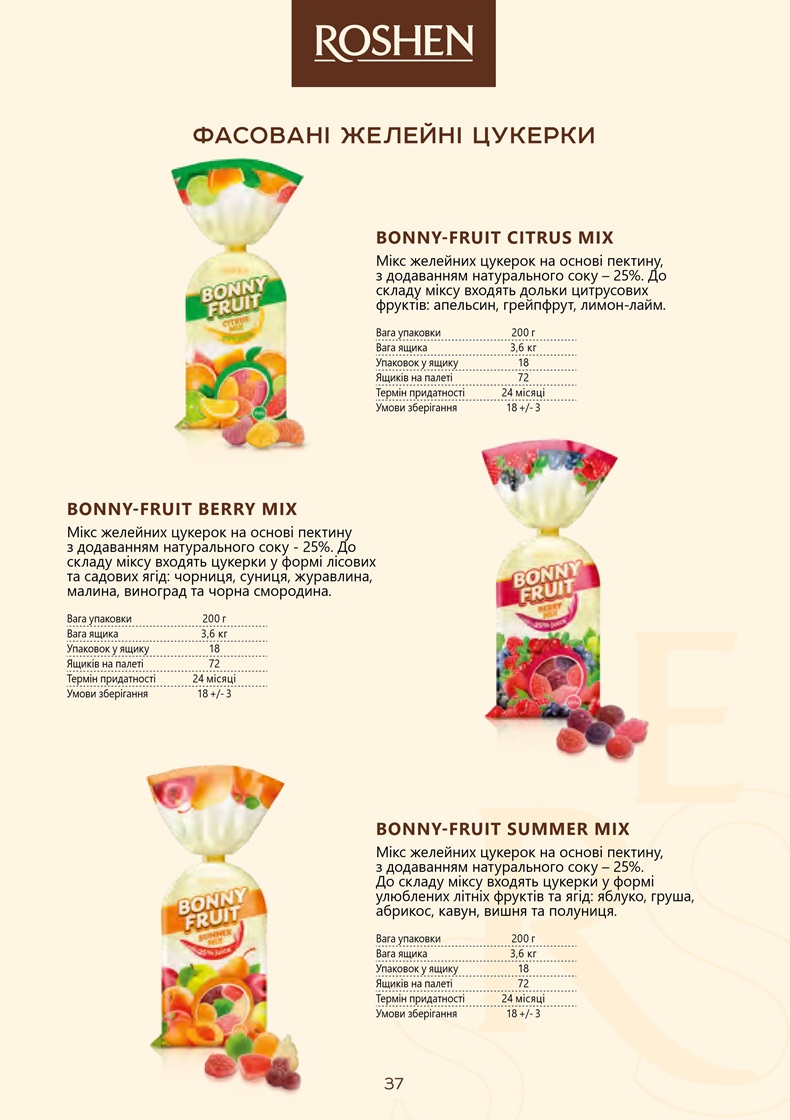 ROSHEN
ФАСОВАНІ ЖЕЛЕЙНІ ЦУКЕРКИ
BONNY-FRUIT CITRUS MIX
Мікс желейних цукерок на основі пектину,
з додаванням натурального соку – 25%. До
складу міксу входять дольки цитрусових
фруктів: апельсин, грейпфрут, лимон-лайм.
Вага упаковки 200 г
Вага ящика 3,6 кг
Упаковок у ящику 18
Ящиків на палеті 72
Термін придатності 24 місяці
Умови зберігання 18 +/- 3
BONNY
FRUIT
CITRUS
MIX
BONNY-FRUIT BERRY MIX
Мікс желейних цукерок на основі пектину
з додаванням натурального соку - 25%. До
складу міксу входять цукерки у формі лісових
та садових ягід: чорниця, суниця, журавлина,
малина, виноград та чорна смородина.
Вага упаковки 200 г
Вага ящика 3,6 кг
Упаковок у ящику 18
Ящиків на палеті 72
Термін придатності 24 місяці
Умови зберігання 18 +/- 3
BONNY
FRUIT
BERRY
MIX
25% juice
BONNY-FRUIT SUMMER MIX
Мікс желейних цукерок на основі пектину,
з додаванням натурального соку – 25%.
До складу міксу входять цукерки у формі
улюблених літніх фруктів та ягід: яблуко, груша,
абрикос, кавун, вишня та полуниця.
Вага упаковки 200 г
Вага ящика 3,6 кг
Упаковок у ящику 18
Ящиків на палеті 72
Термін придатності 24 місяці
Умови зберігання 18 +/- 3
BONNY
FRUIT
SUMMER
MIX
25% juice
37